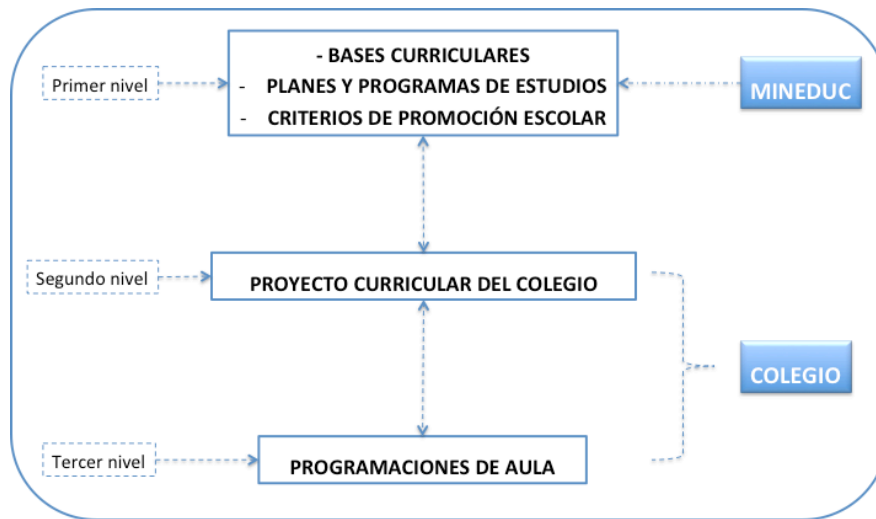 - BASES CURRICULARES
- PLANES Y PROGRAMAS DE ESTUDIOS
- CRITERIOS DE PROMOCIÓN ESCOLAR
Primer nivel
MINEDUC
Segundo nivel
PROYECTO CURRICULAR DEL COLEGIO
COLEGIO
Tercer nivel
PROGRAMACIONES DE AULA